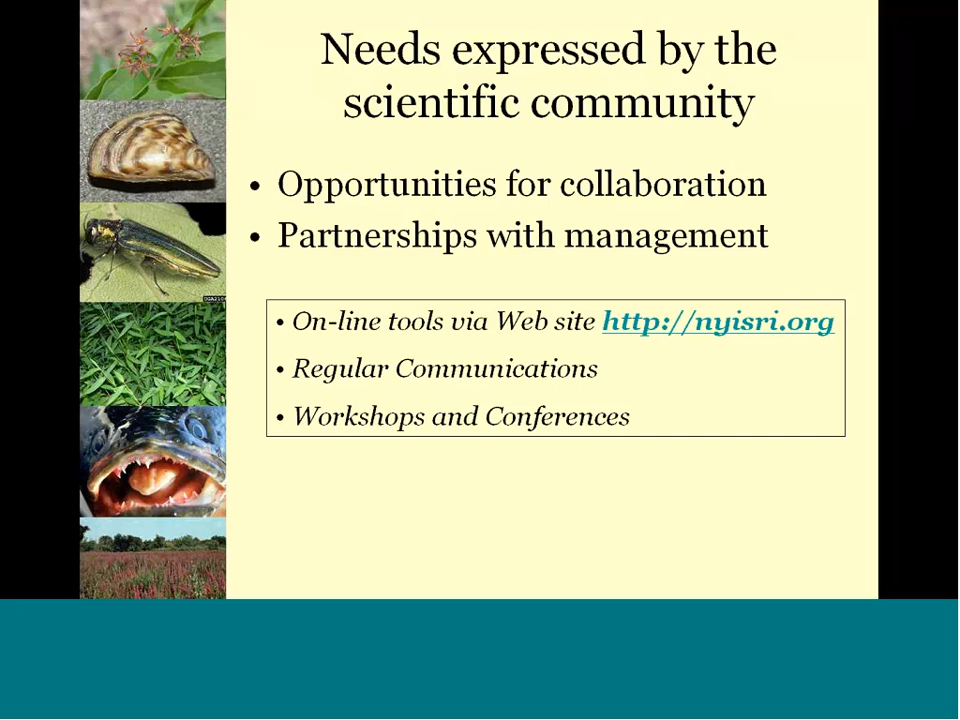 Needs expressed by the
scientific community
• Opportunities for collaboration
• Partnerships with management
• On-line tools via Web site http://nyisri.org
• Regular Communications
• Workshops and Conferences